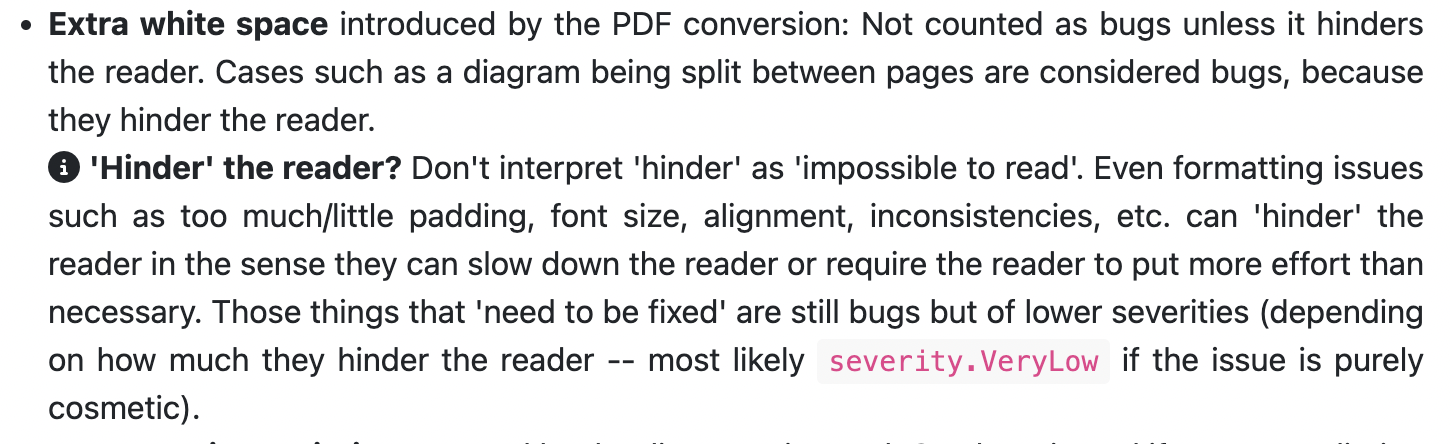 • Extra white space introduced by the PDF conversion: Not counted as bugs unless it hinders
the reader. Cases such as a diagram being split between pages are considered bugs, because
they hinder the reader.
'Hinder' the reader? Don't interpret 'hinder' as 'impossible to read'. Even formatting issues
such as too much/little padding, font size, alignment, inconsistencies, etc. can 'hinder' the
reader in the sense they can slow down the reader or require the reader to put more effort than
necessary. Those things that 'need to be fixed' are still bugs but of lower severities (depending
on how much they hinder the reader -- most likely severity.VeryLow if the issue is purely
cosmetic).